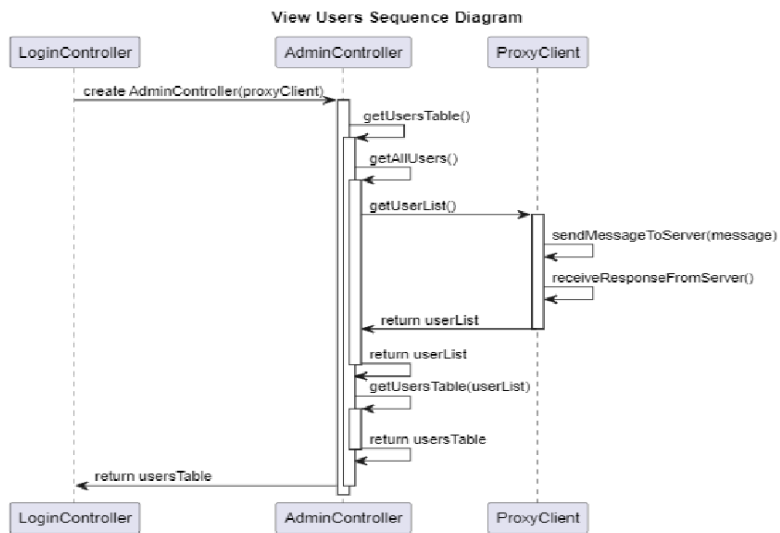 View Users Sequence Diagram
LoginController AdminController ProxyClient
create AdminController(proxyClient)
getUsersTable()
getAllUsers()
getUserList()
sendMessageToServer(message)
receiveResponseFromServer()
return userList
return userList
getUsersTable(userList)
return usersTable
return usersTable
LoginController AdminController ProxyClient